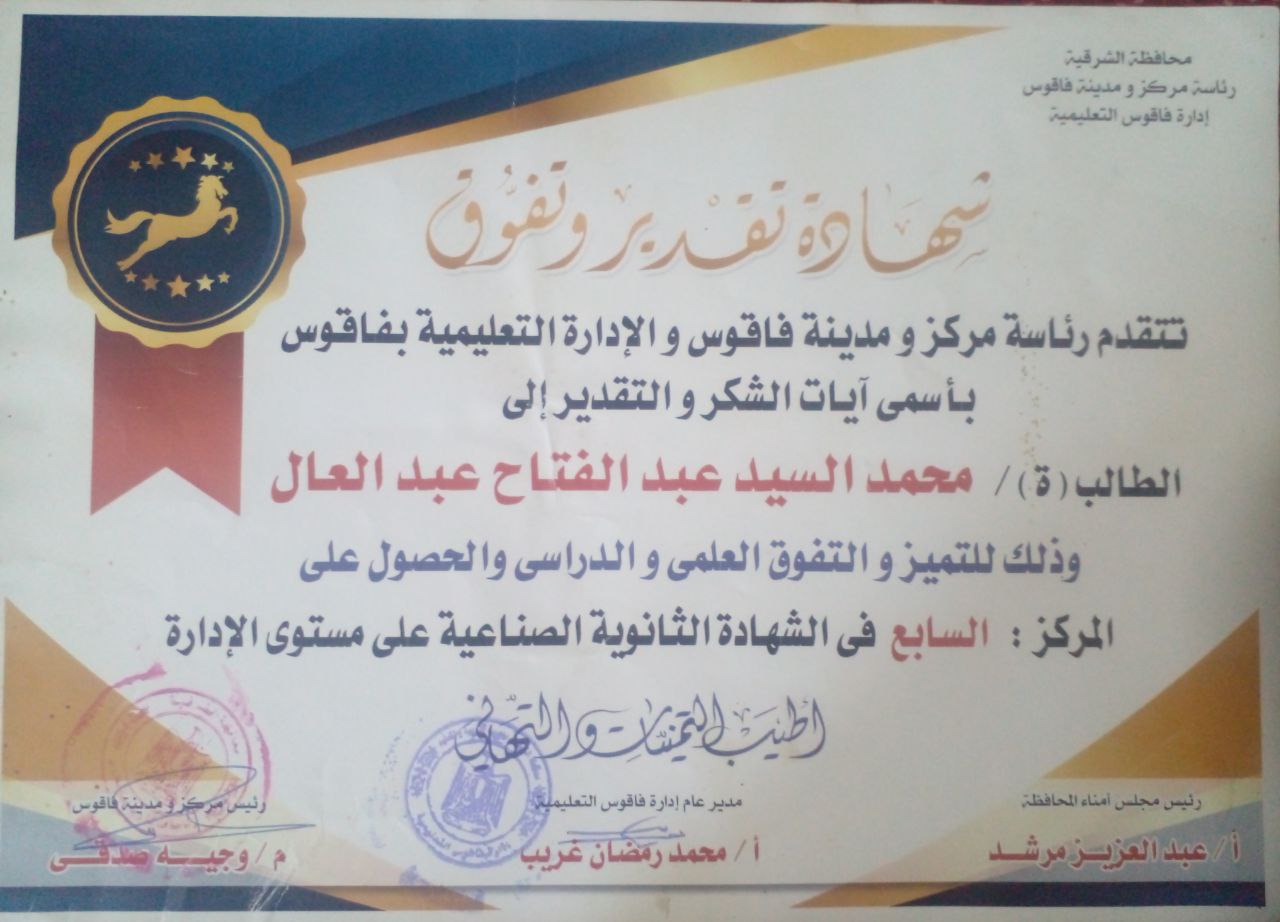 محافظة الشرقية
رئاسة مركز و مدينة فاقوس
إدارة فاقوس التعليمية
شهادة تقدير وتفوُّق
تتقدم رئاسة مركز و مدينة فاقوس و الإدارة التعليمية بفاقوس
بأسمى آيات الشكر و التقدير إلى
الطالب (ة) / محمد السيد عبد الفتاح عبد العال
وذلك للتميز و التفوق العلمى و الدراسى والحصول على
المركز : السابع فى الشهادة الثانوية الصناعية على مستوى الإدارة
أطيب التمنيات والتهاني
رئيس مجلس أمناء المحافظة
أ/ عبد العزيز مرشد
مدير عام إدارة فاقوس التعليمية
أ / محمد رمضان غريب
رئيس مركز و مدينة فاقوس
م / وجيه صدقى